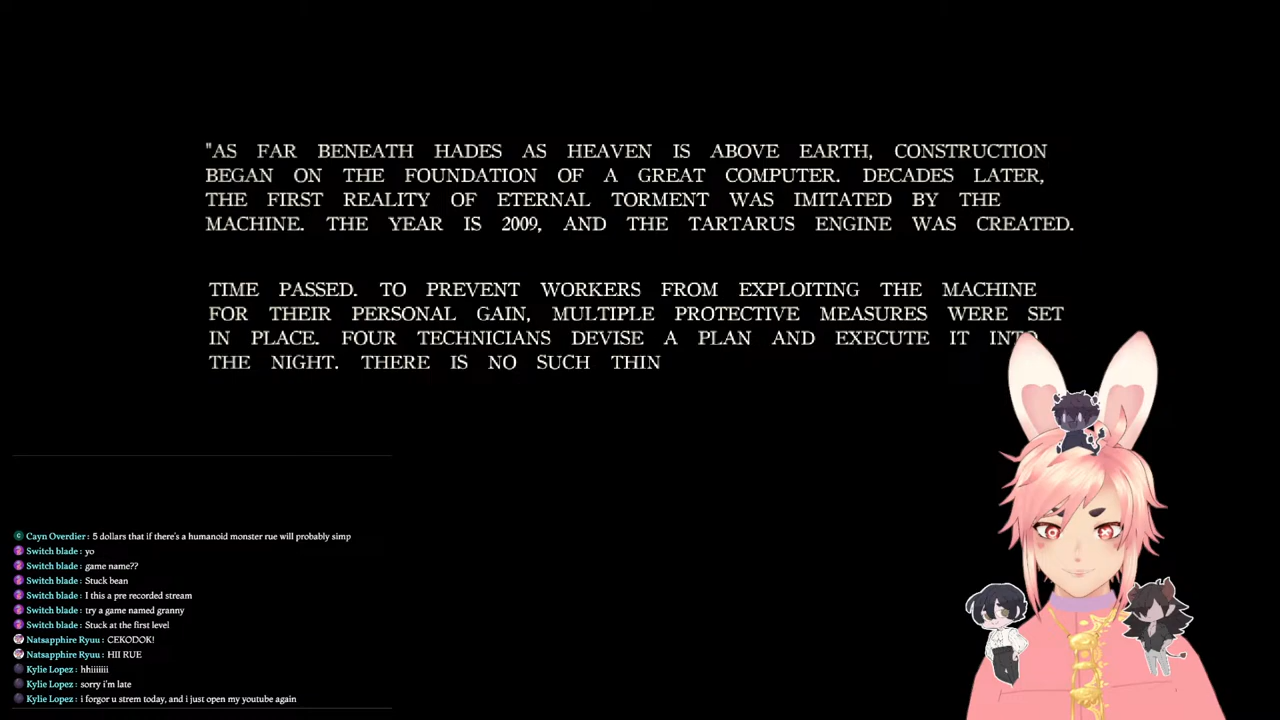 "AS FAR BENEATH HADES AS HEAVEN IS ABOVE EARTH, CONSTRUCTION
BEGAN ON THE FOUNDATION OF A GREAT COMPUTER. DECADES LATER,
THE FIRST REALITY OF ETERNAL TORMENT WAS IMITATED BY THE
MACHINE. THE YEAR IS 2009, AND THE TARTARUS ENGINE WAS CREATED.
TIME PASSED. TO PREVENT WORKERS FROM EXPLOITING THE MACHINE
FOR THEIR PERSONAL GAIN, MULTIPLE PROTECTIVE MEASURES WERE SET
IN PLACE. FOUR TECHNICIANS DEVISE A PLAN AND EXECUTE IT INTO
THE NIGHT. THERE IS NO SUCH THIN
Cayn Overdier : 5 dollars that if there's a humanoid monster rue will probably simp
Switch blade : yo
Switch blade : game name??
Switch blade : Stuck bean
Switch blade : I this a pre recorded stream
Switch blade : try a game named granny
Switch blade : Stuck at the first level
Natsapphire Ryuu : CEKODOK!
Natsapphire Ryuu : HII RUE
Kylie Lopez : hhiiiiiii
Kylie Lopez : sorry i'm late
Kylie Lopez : i forgor u strem today, and i just open my youtube again